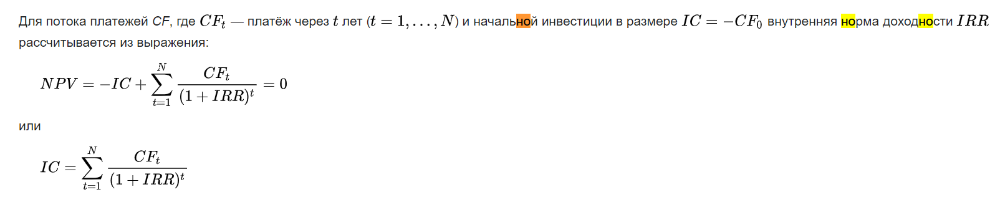 Для потока платежей CF, где CF_t — платёж через t лет (t = 1, …, N) и начальной инвестиции в размере IC = −CF_0 внутренняя норма доходности IRR
рассчитывается из выражения:
NPV = −IC + \sum_{t=1}^{N} \frac{CF_t}{(1 + IRR)^t} = 0
или
IC = \sum_{t=1}^{N} \frac{CF_t}{(1 + IRR)^t}